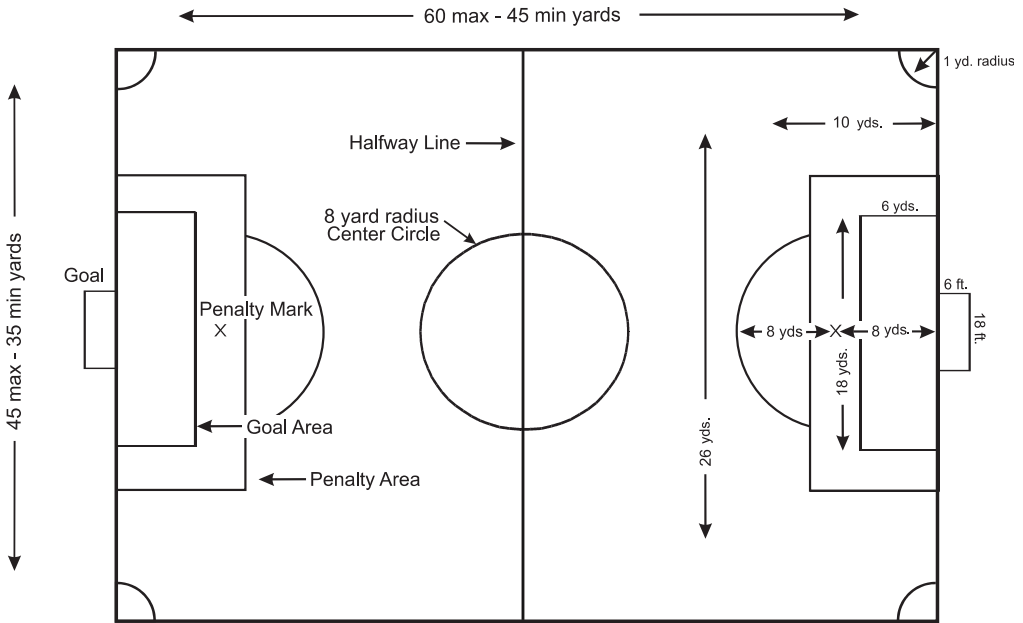 60 max - 45 min yards
1 yd. radius
10 yds.
Halfway Line
45 max - 35 min yards
6 yds.
8 yard radius
Center Circle
Goal
6 ft.
Penalty Mark
X
8 yds
X
8 yds.
18 ft.
18 yds.
Goal Area
26 yds.
Penalty Area